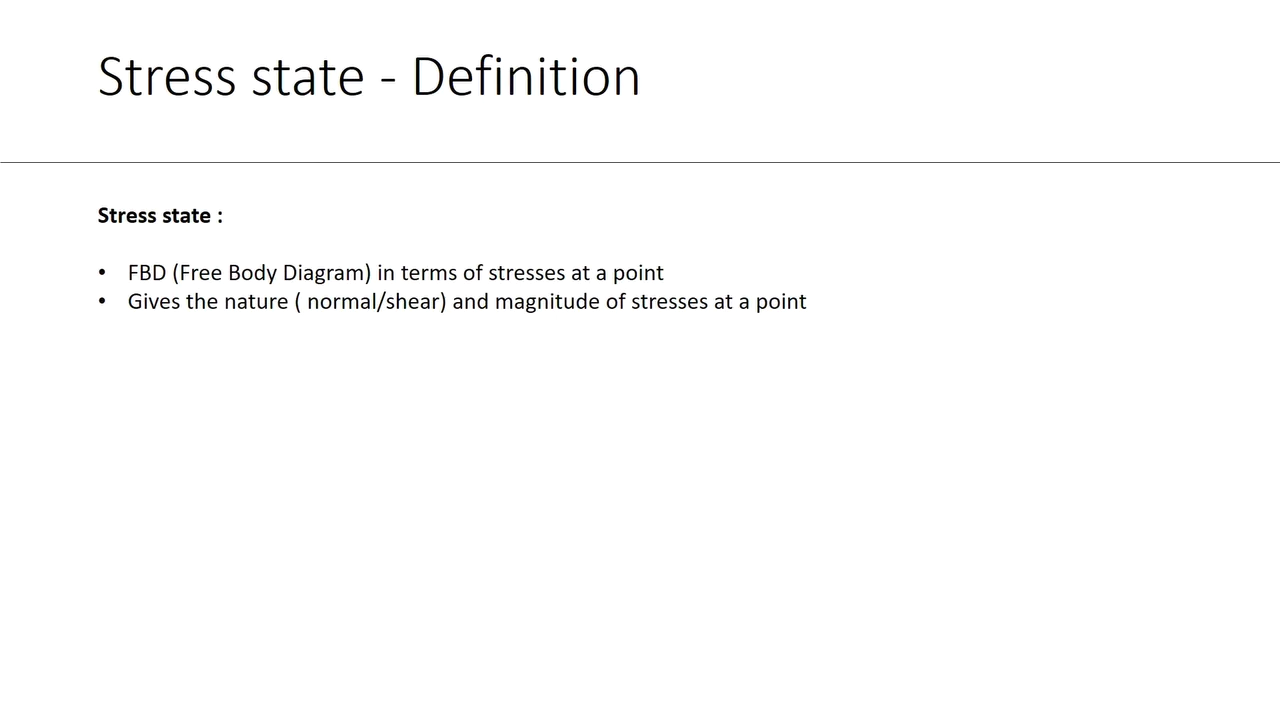 Stress state - Definition
Stress state :
• FBD (Free Body Diagram) in terms of stresses at a point
• Gives the nature ( normal/shear) and magnitude of stresses at a point